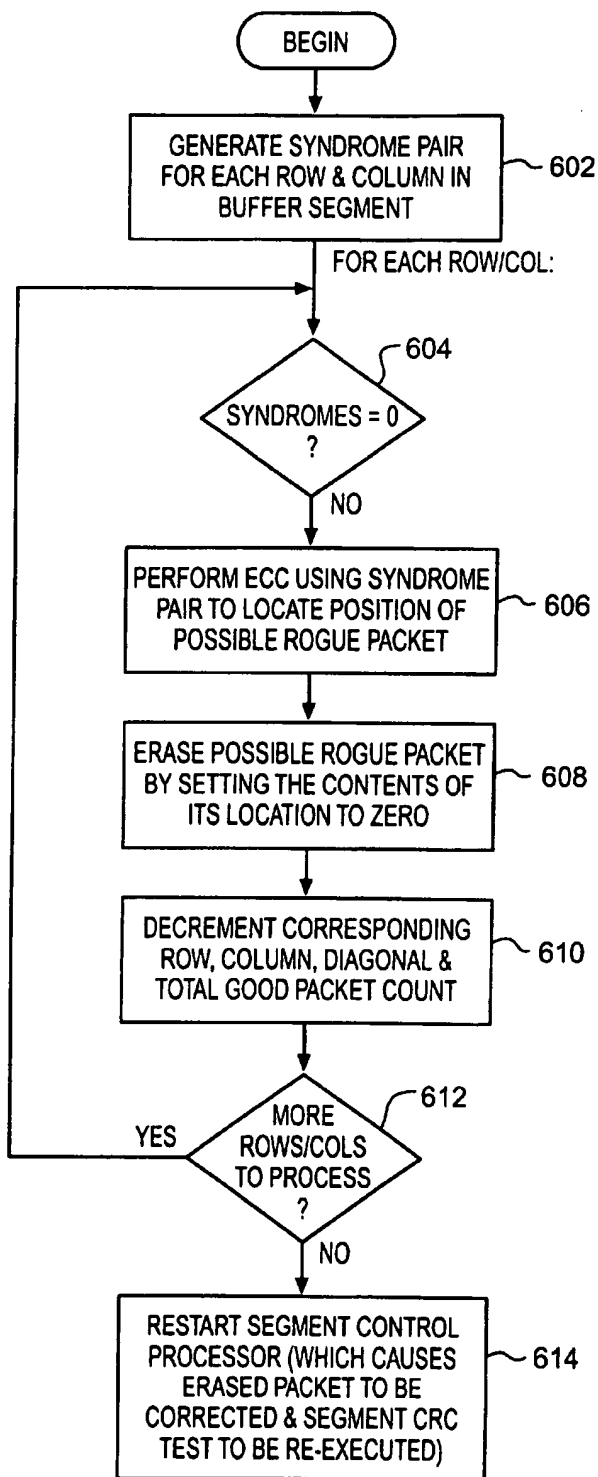 BEGIN
GENERATE SYNDROME PAIR
FOR EACH ROW & COLUMN IN
BUFFER SEGMENT
602
FOR EACH ROW/COL:
604
SYNDROMES = 0
?
NO
PERFORM ECC USING SYNDROME
PAIR TO LOCATE POSITION OF
POSSIBLE ROGUE PACKET
606
ERASE POSSIBLE ROGUE PACKET
BY SETTING THE CONTENTS OF
ITS LOCATION TO ZERO
608
DECREMENT CORRESPONDING
ROW, COLUMN, DIAGONAL &
TOTAL GOOD PACKET COUNT
610
612
YES
MORE
ROWS/COLS
TO PROCESS
?
NO
RESTART SEGMENT CONTROL
PROCESSOR (WHICH CAUSES
ERASED PACKET TO BE
CORRECTED & SEGMENT CRC
TEST TO BE RE-EXECUTED)
614